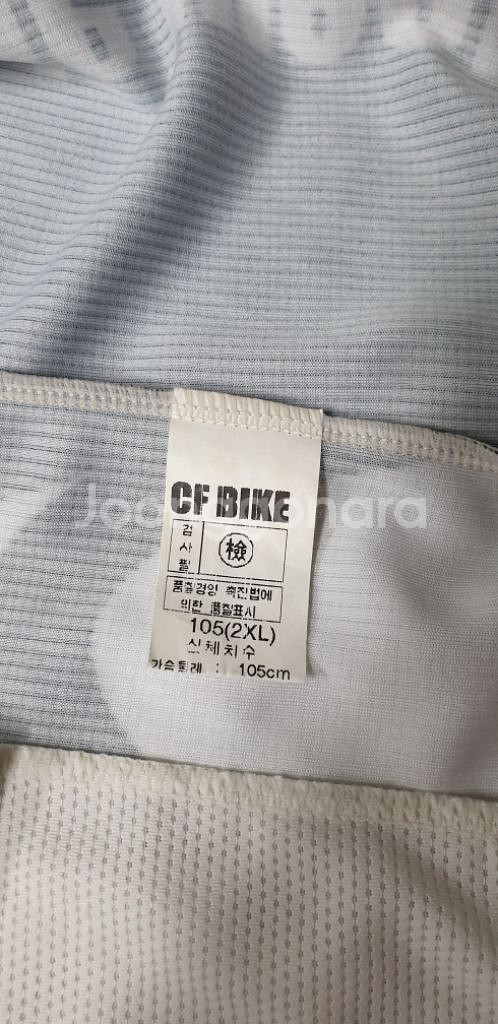 CF BIKE
검
사
필
檢
품질경영 촉진법에
의한 품질표시
105(2XL)
신체치수
가슴둘레 : 105cm
Joongonara